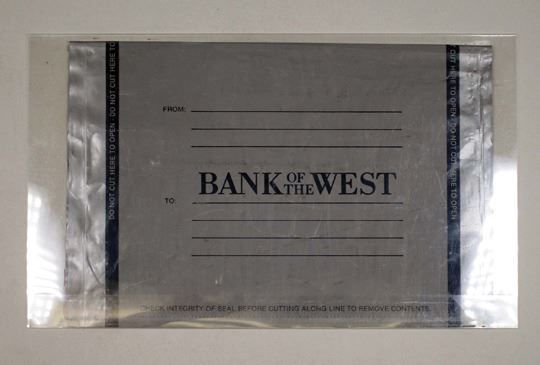 DO NOT CUT HERE TO OPEN - DO NOT CUT HERE TO
FROM:
BANK OF THE WEST
TO:
DO NOT CUT HERE TO OPEN - DO NOT CUT HERE TO OPEN
CHECK INTEGRITY OF SEAL BEFORE CUTTING ALONG LINE TO REMOVE CONTENTS.